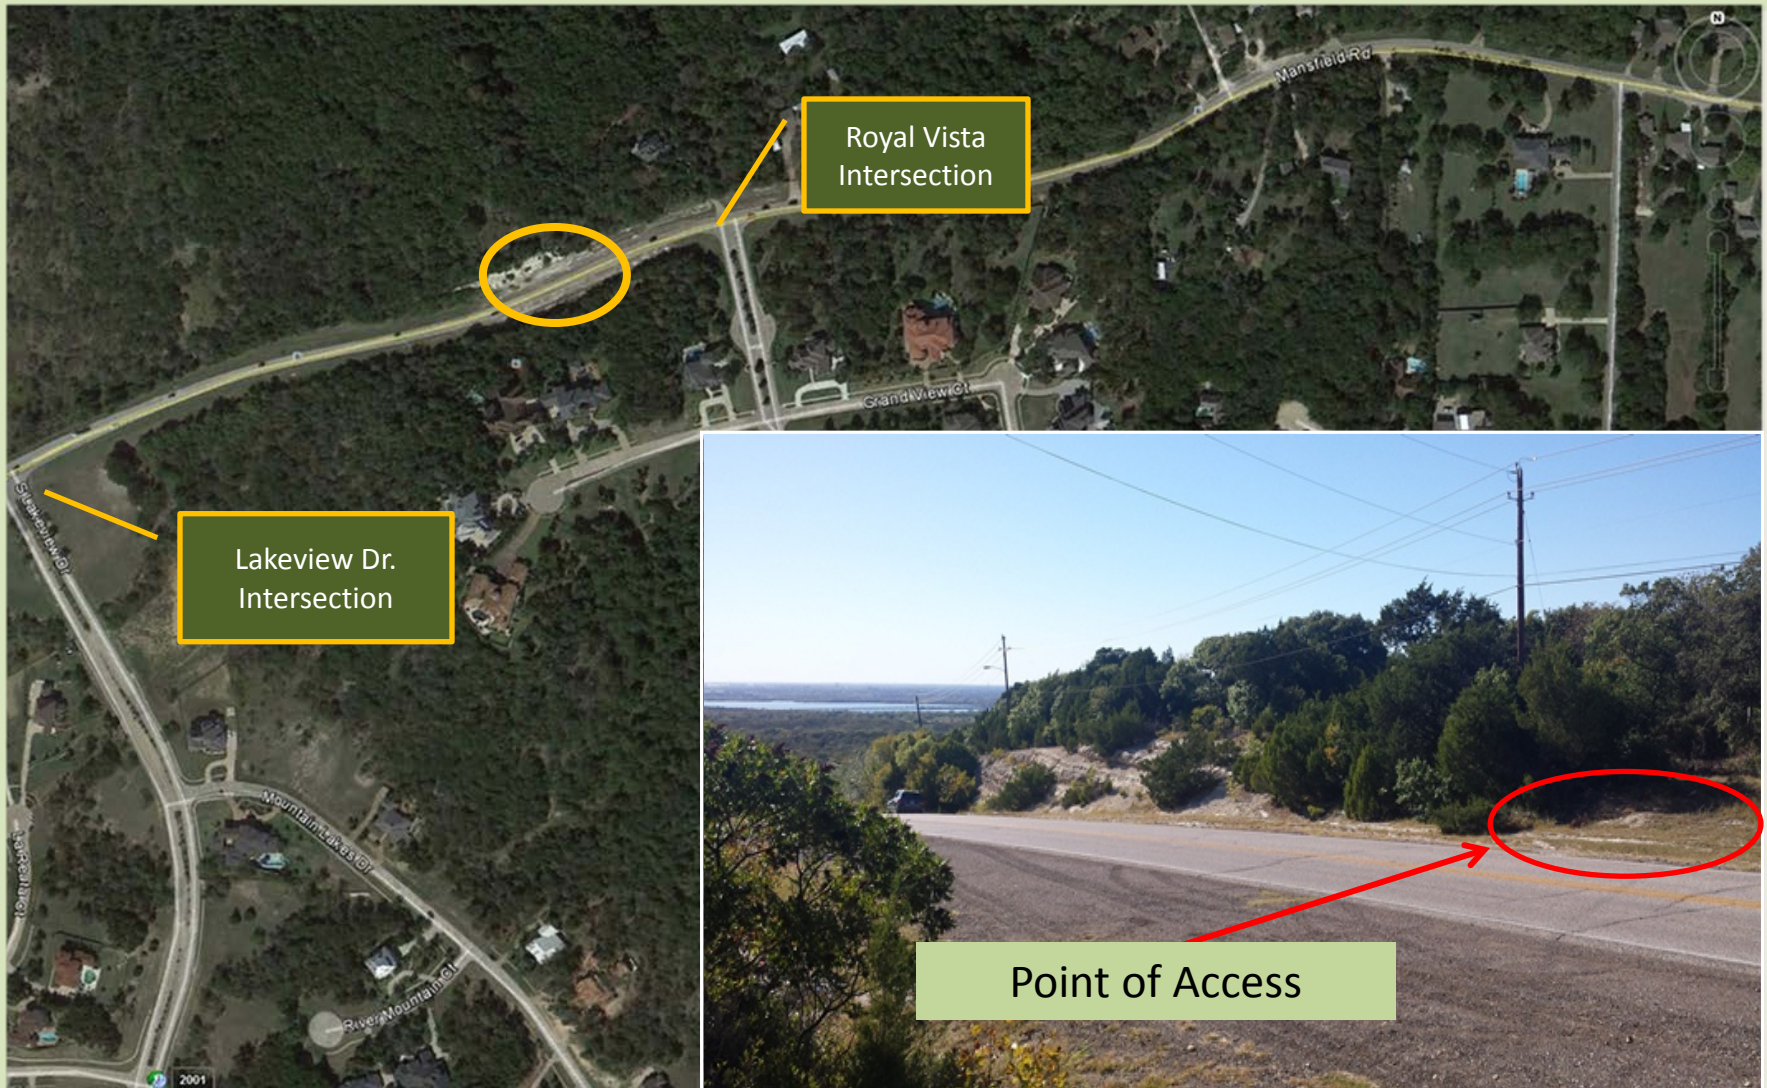 N
Mansfield Rd
Royal Vista
Intersection
Grand View Ct
S Lakeview Dr
Lakeview Dr.
Intersection
Mountain Lakes Dr
River Mountain Ct
2001
Point of Access